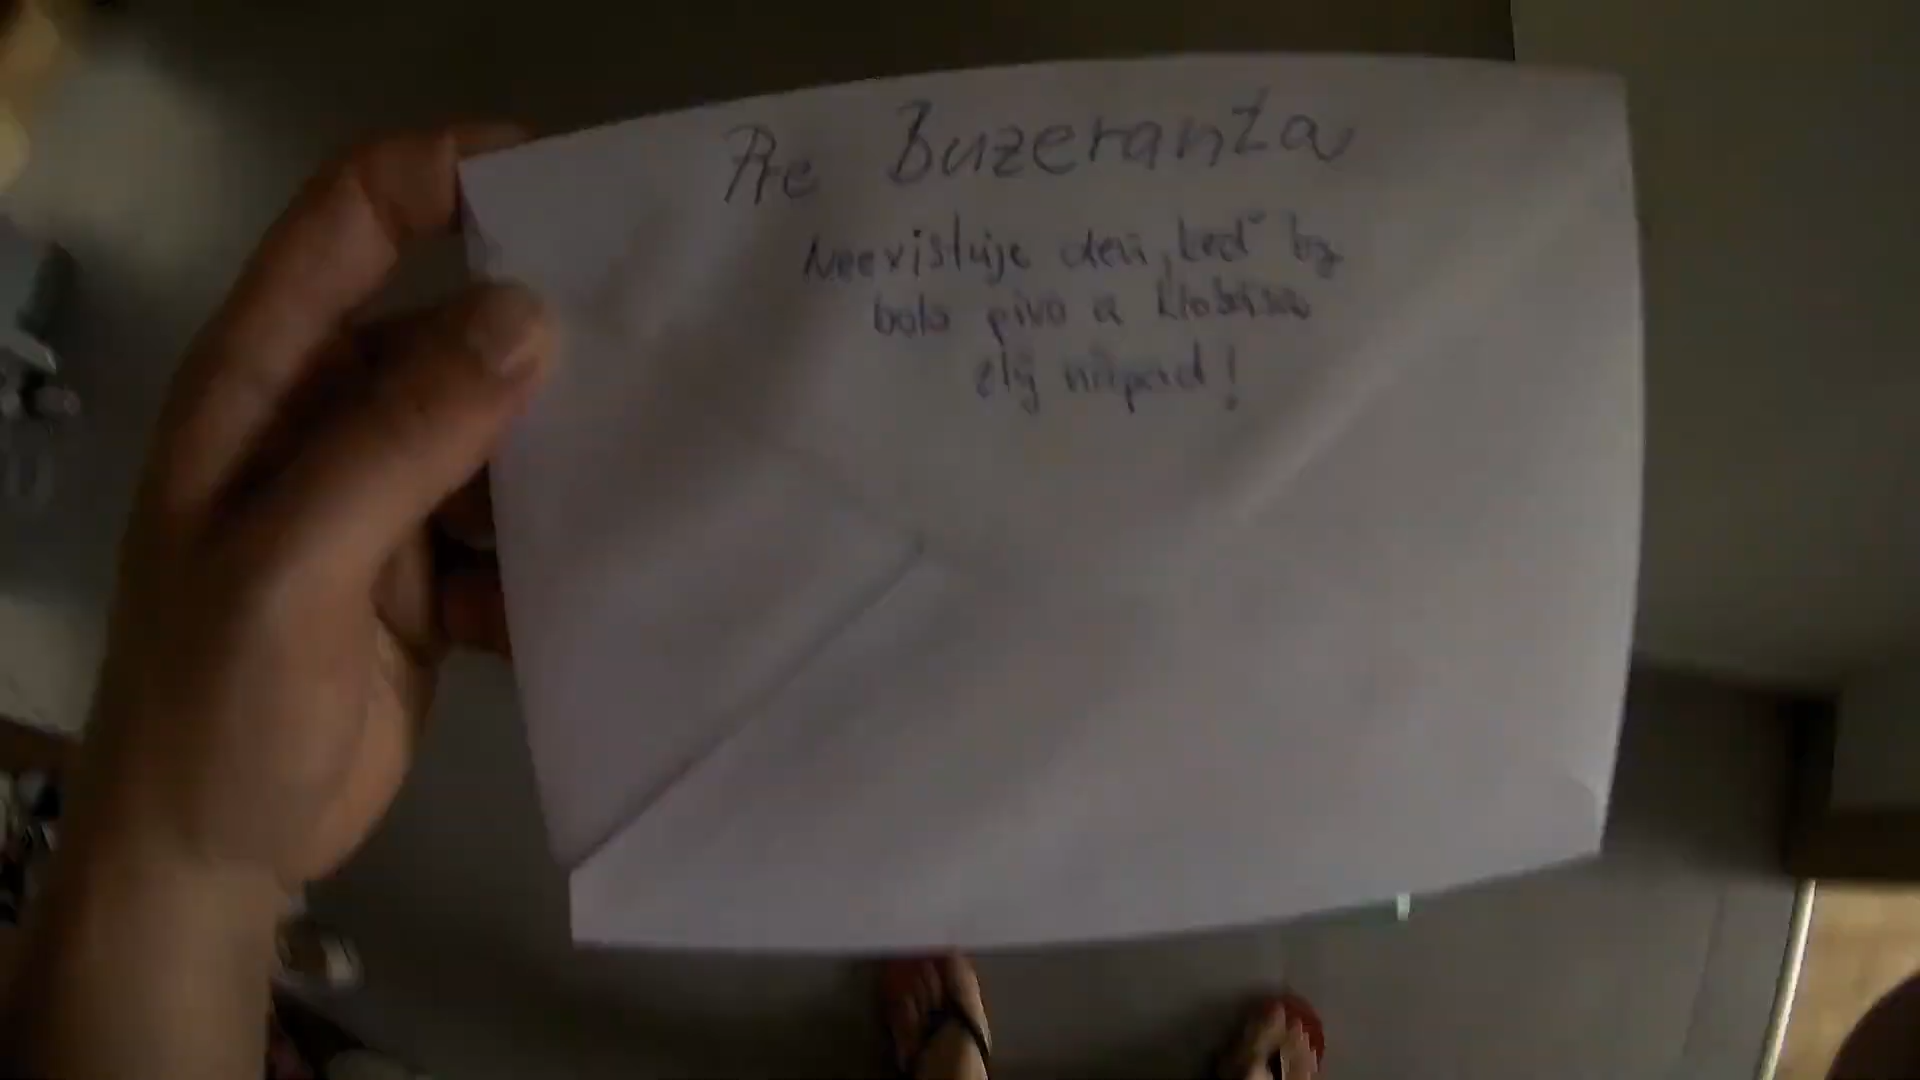 Pre Buzeranta
Neexistuje deň, keď by
bolo pivo a klobása
zlý nápad!